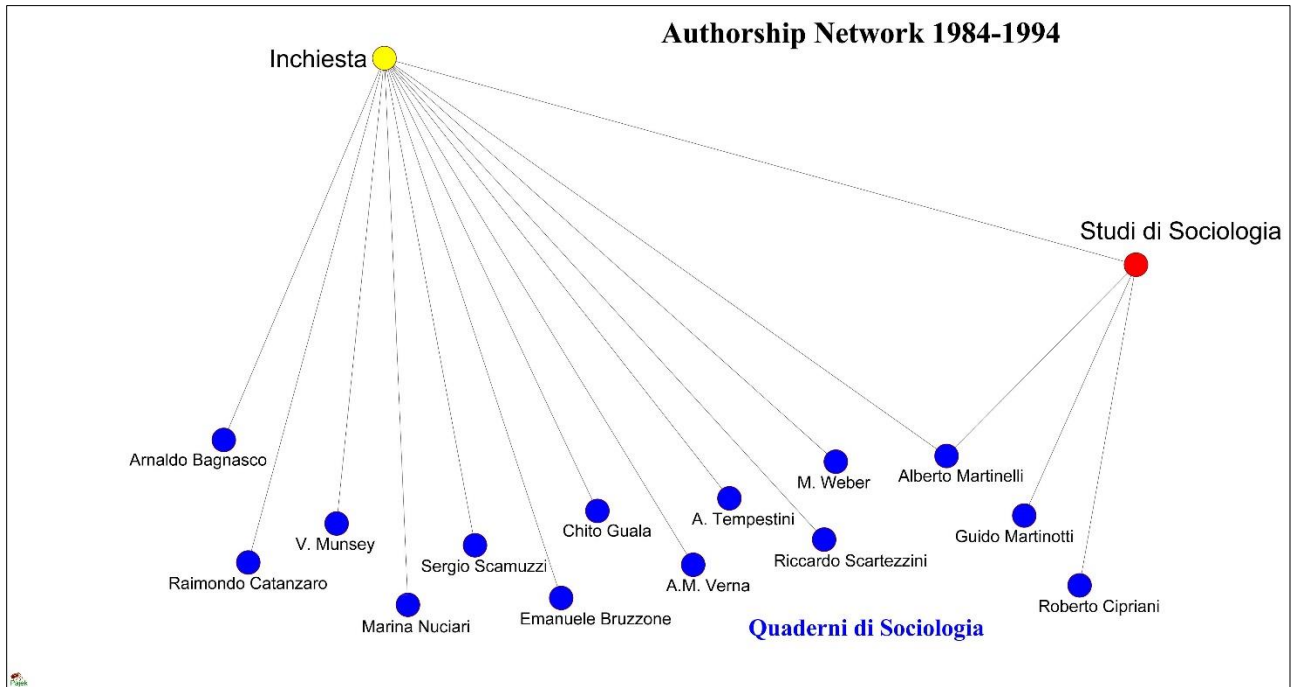 Authorship Network 1984-1994
Inchiesta
Studi di Sociologia
Arnaldo Bagnasco
M. Weber
Alberto Martinelli
A. Tempestini
Chito Guala
Guido Martinotti
V. Munsey
Riccardo Scartezzini
Sergio Scamuzzi
Raimondo Catanzaro
A.M. Verna
Roberto Cipriani
Emanuele Bruzzone
Marina Nuciari
Quaderni di Sociologia
Pajek